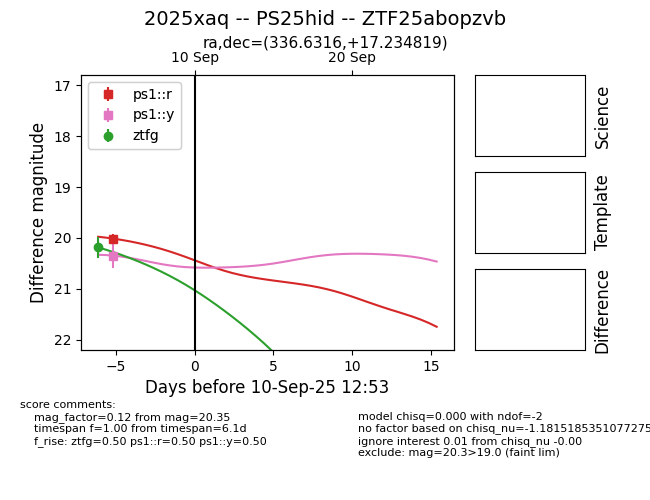 2025xaq -- PS25hid -- ZTF25abopzvb
ra,dec=(336.6316,+17.234819)
10 Sep
20 Sep
ps1::r
ps1::y
ztfg
17
18
19
20
21
22
Difference magnitude
−5
0
5
10
15
Days before 10-Sep-25 12:53
Science
Template
Difference
score comments:
mag_factor=0.12 from mag=20.35
timespan f=1.00 from timespan=6.1d
f_rise: ztfg=0.50 ps1::r=0.50 ps1::y=0.50
model chisq=0.000 with ndof=-2
no factor based on chisq_nu=-1.1815185351077275
ignore interest 0.01 from chisq_nu -0.00
exclude: mag=20.3>19.0 (faint lim)